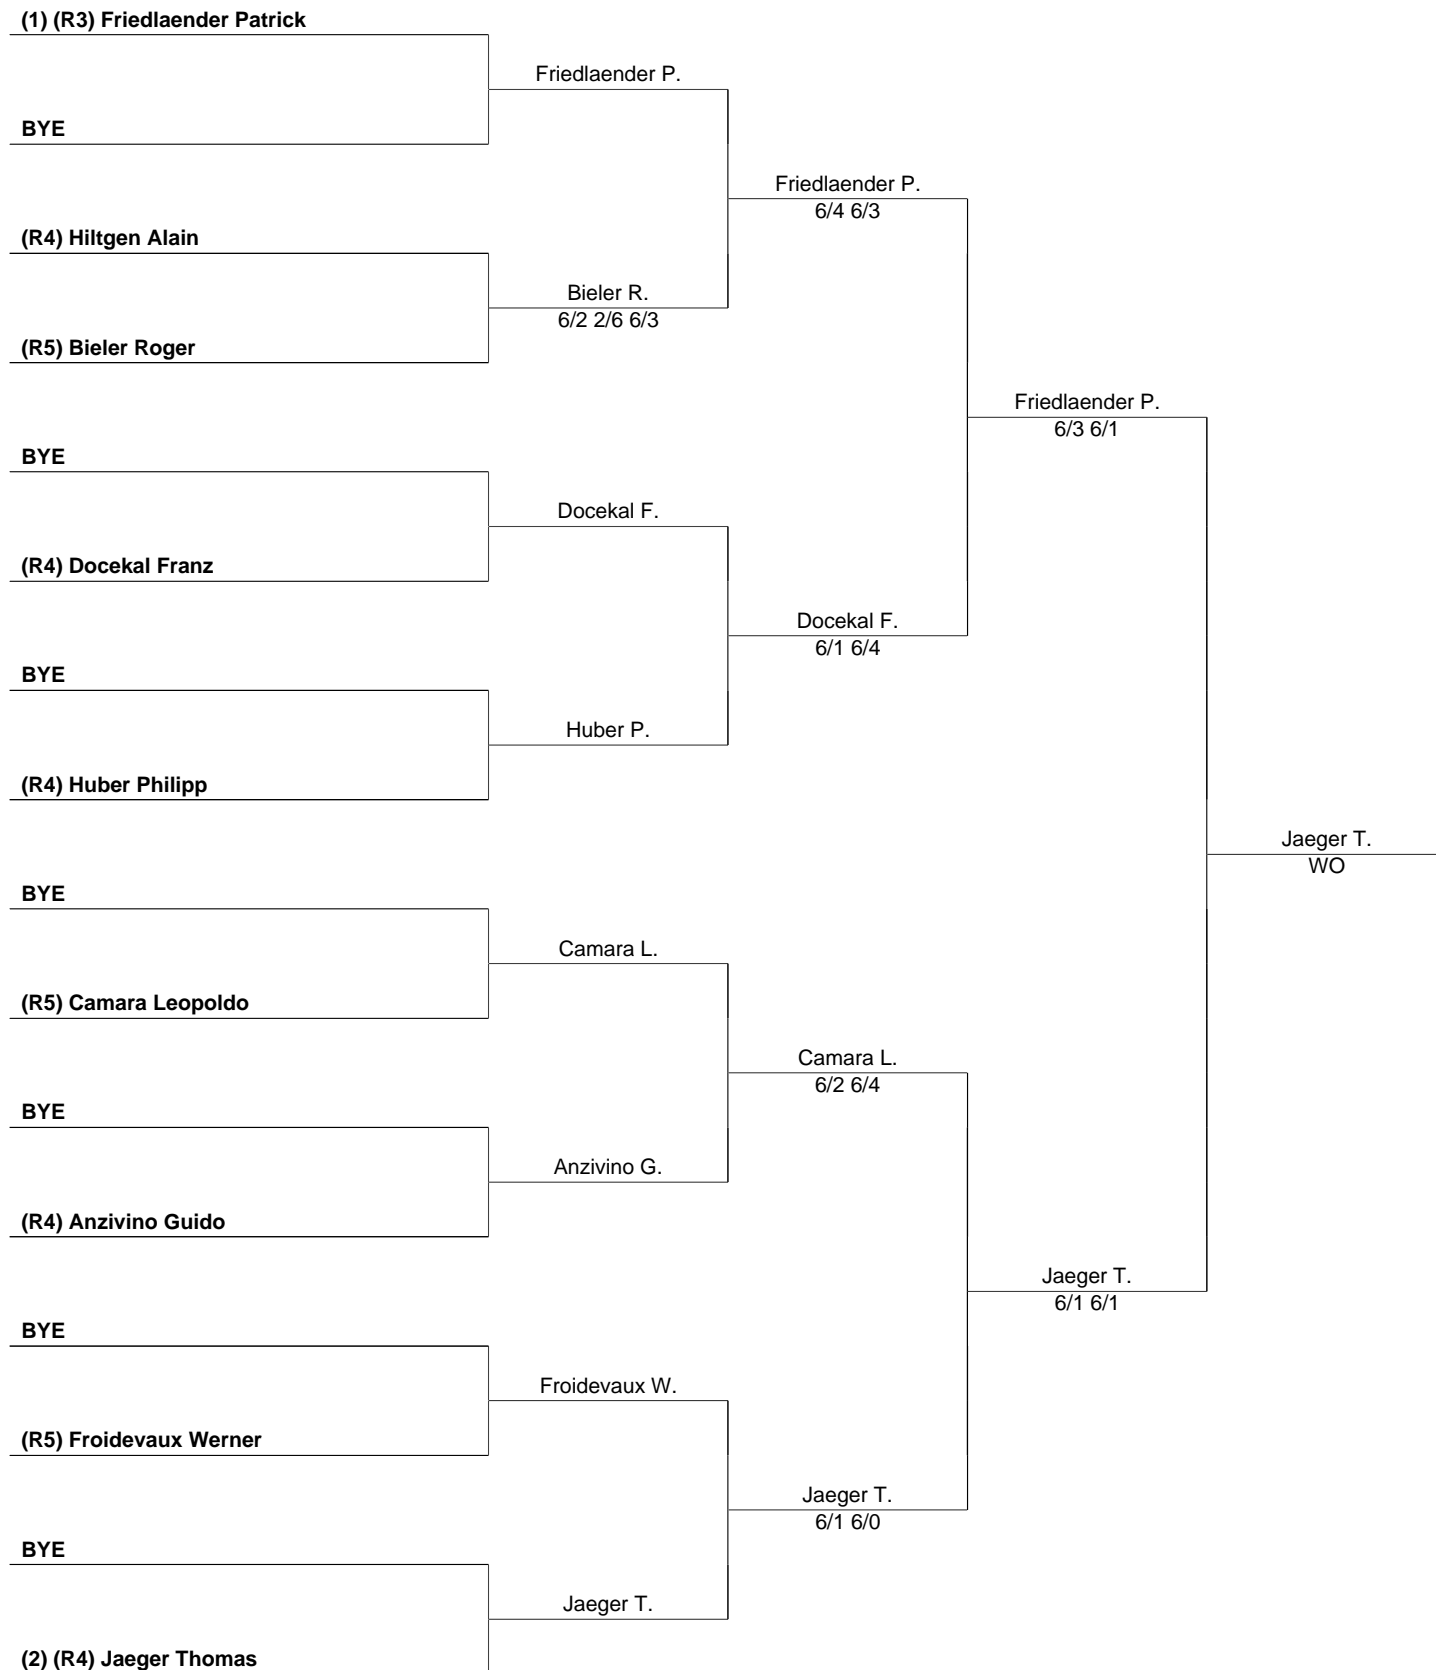 (1) (R3) Friedlaender Patrick
Friedlaender P.
BYE
Friedlaender P.
6/4 6/3
(R4) Hiltgen Alain
Bieler R.
6/2 2/6 6/3
(R5) Bieler Roger
Friedlaender P.
6/3 6/1
BYE
Docekal F.
(R4) Docekal Franz
Docekal F.
6/1 6/4
BYE
Huber P.
(R4) Huber Philipp
Jaeger T.
WO
BYE
Camara L.
(R5) Camara Leopoldo
Camara L.
6/2 6/4
BYE
Anzivino G.
(R4) Anzivino Guido
Jaeger T.
6/1 6/1
BYE
Froidevaux W.
(R5) Froidevaux Werner
Jaeger T.
6/1 6/0
BYE
Jaeger T.
(2) (R4) Jaeger Thomas